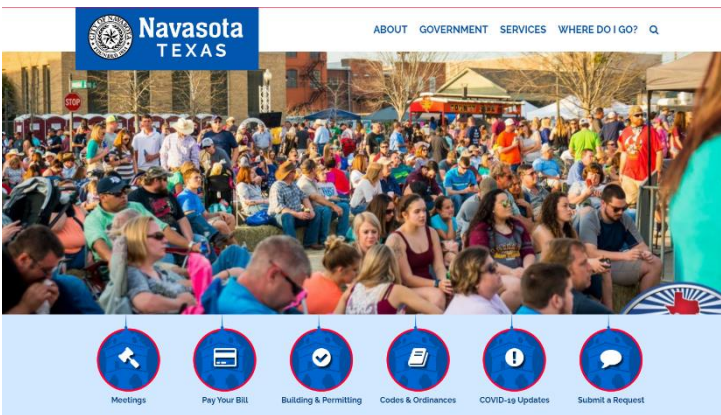 Navasota
TEXAS
ABOUT GOVERNMENT SERVICES WHERE DO I GO?
STOP
Meetings
Pay Your Bill
Building & Permitting
Codes & Ordinances
COVID-19 Updates
Submit a Request